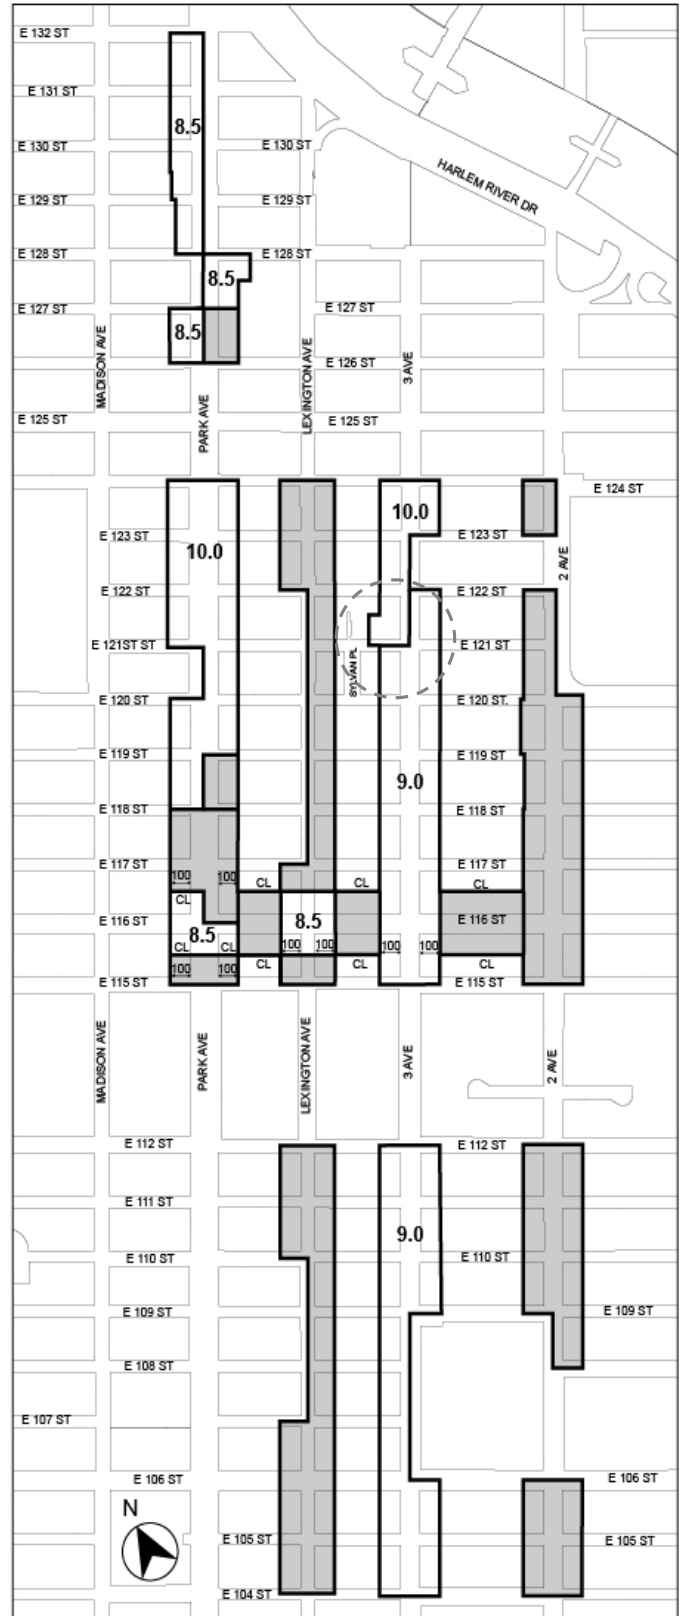 E 132 ST
E 131 ST
8.5
E 130 ST
E 130 ST
HARLEM RIVER DR
E 129 ST
E 129 ST
E 128 ST
E 128 ST
8.5
E 127 ST
E 127 ST
8.5
MADISON AVE
PARK AVE
LEXINGTON AVE
3 AVE
E 126 ST
E 125 ST
E 125 ST
E 124 ST
10.0
E 123 ST
E 123 ST
10.0
2 AVE
E 122 ST
E 122 ST
E 121ST ST
SYLVAN PL
E 121 ST
E 120 ST
E 120 ST.
E 119 ST
E 119 ST
9.0
E 118 ST
E 118 ST
E 117 ST
E 117 ST
100
100
CL
CL
CL
CL
E 116 ST
8.5
E 116 ST
8.5
CL
CL
100
100
100
100
100
100
CL
CL
CL
E 115 ST
E 115 ST
MADISON AVE
PARK AVE
LEXINGTON AVE
3 AVE
2 AVE
E 112 ST
E 112 ST
E 111 ST
9.0
E 110 ST
E 110 ST
E 109 ST
E 109 ST
E 108 ST
E 107 ST
E 106 ST
E 106 ST
N
E 105 ST
E 105 ST
E 104 ST